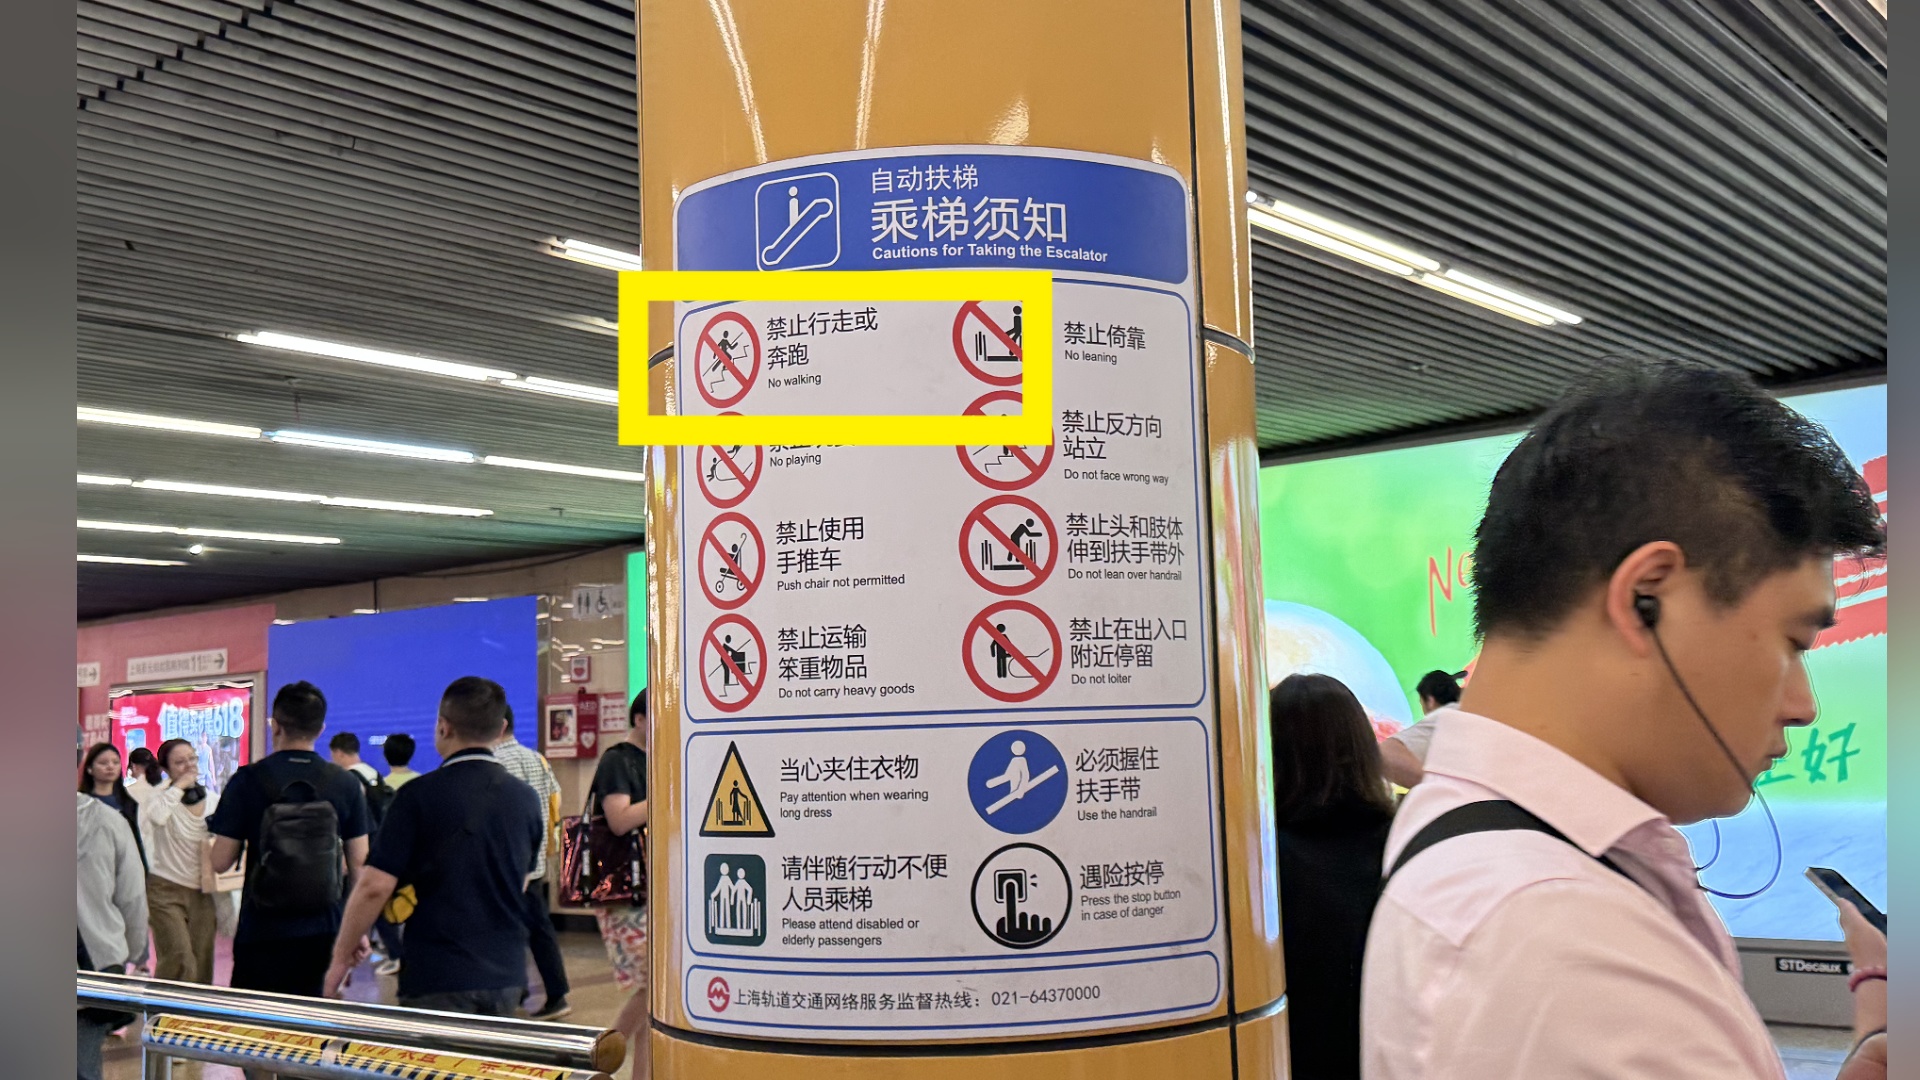 自动扶梯
乘梯须知
Cautions for Taking the Escalator
禁止行走或
奔跑
No walking
禁止倚靠
No leaning
No playing
禁止反方向
站立
Do not face wrong way
禁止使用
手推车
Push chair not permitted
禁止头和肢体
伸到扶手带外
Do not lean over handrail
禁止运输
笨重物品
Do not carry heavy goods
禁止在出入口
附近停留
Do not loiter
当心夹住衣物
Pay attention when wearing
long dress
必须握住
扶手带
Use the handrail
请伴随行动不便
人员乘梯
Please attend disabled or
elderly passengers
遇险按停
Press the stop button
in case of danger
上海轨道交通网络服务监督热线：021-64370000
618
AED
好
STDecaux